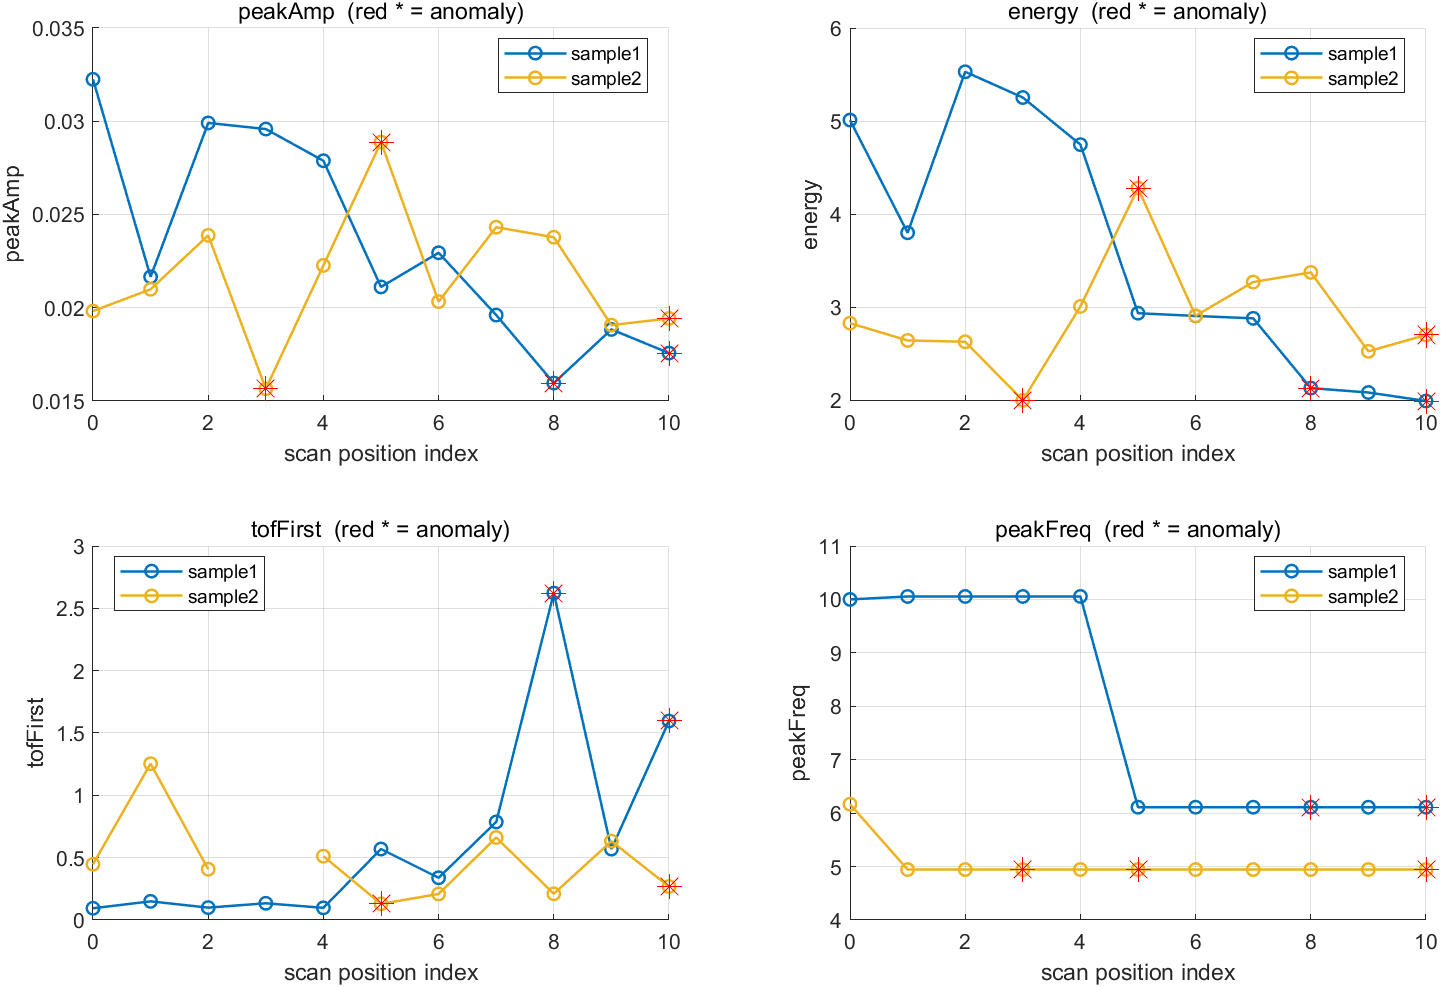 peakAmp (red * = anomaly)
0.035
0.03
0.025
0.02
0.015
peakAmp
sample1
sample2
0 2 4 6 8 10
scan position index
energy (red * = anomaly)
6
5
4
3
2
energy
sample1
sample2
0 2 4 6 8 10
scan position index
tofFirst (red * = anomaly)
3
2.5
2
1.5
1
0.5
0
tofFirst
sample1
sample2
0 2 4 6 8 10
scan position index
peakFreq (red * = anomaly)
11
10
9
8
7
6
5
4
peakFreq
sample1
sample2
0 2 4 6 8 10
scan position index